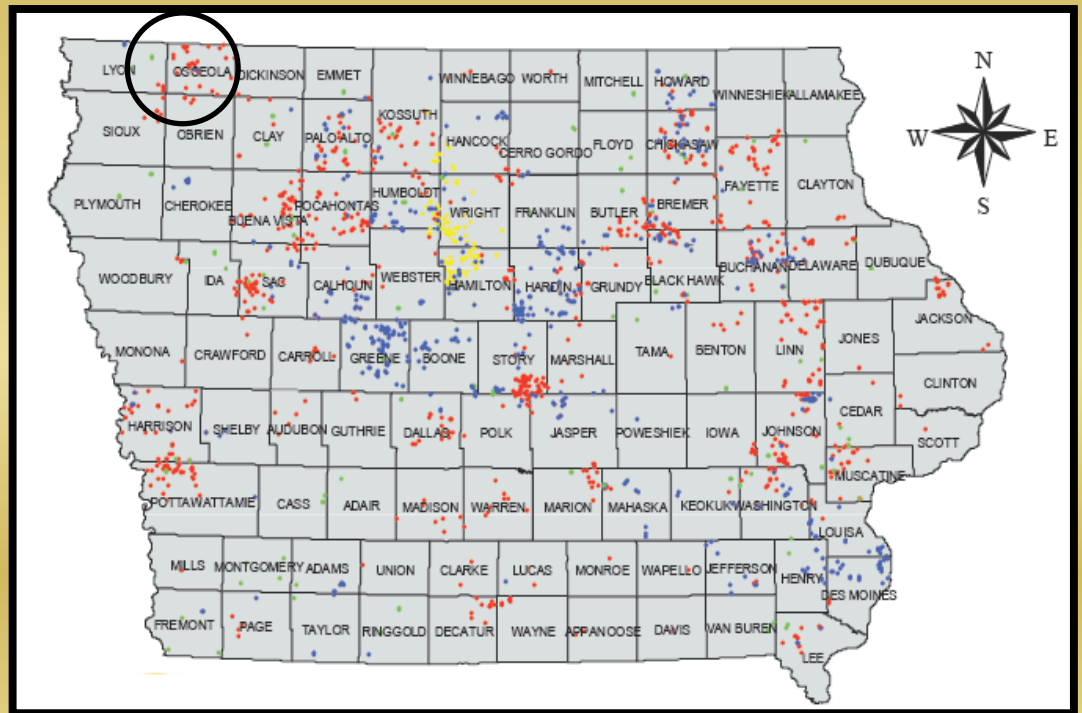 N
W E
S
LYON OSCEOLA DICKINSON EMMET WINNEBAGO WORTH MITCHELL HOWARD WINNESHIEK ALLAMAKEE
KOSSUTH
SIOUX OBRIEN CLAY PALO ALTO HANCOCK CERRO GORDO FLOYD CHICKASAW
FAYETTE CLAYTON
PLYMOUTH CHEROKEE BUENA VISTA POCAHONTAS HUMBOLDT WRIGHT FRANKLIN BUTLER BREMER
WOODBURY IDA SAC CALHOUN WEBSTER HAMILTON HARDIN GRUNDY BLACK HAWK BUCHANAN DELAWARE DUBUQUE
JACKSON
MONONA CRAWFORD CARROLL GREENE BOONE STORY MARSHALL TAMA BENTON LINN JONES
CLINTON
HARRISON SHELBY AUDUBON GUTHRIE DALLAS POLK JASPER POWESHIEK IOWA JOHNSON CEDAR
SCOTT
MUSCATINE
POTTAWATTAMIE CASS ADAIR MADISON WARREN MARION MAHASKA KEOKUK WASHINGTON
LOUISA
MILLS MONTGOMERY ADAMS UNION CLARKE LUCAS MONROE WAPELLO JEFFERSON HENRY
DES MOINES
FREMONT PAGE TAYLOR RINGGOLD DECATUR WAYNE APPANOOSE DAVIS VAN BUREN
LEE